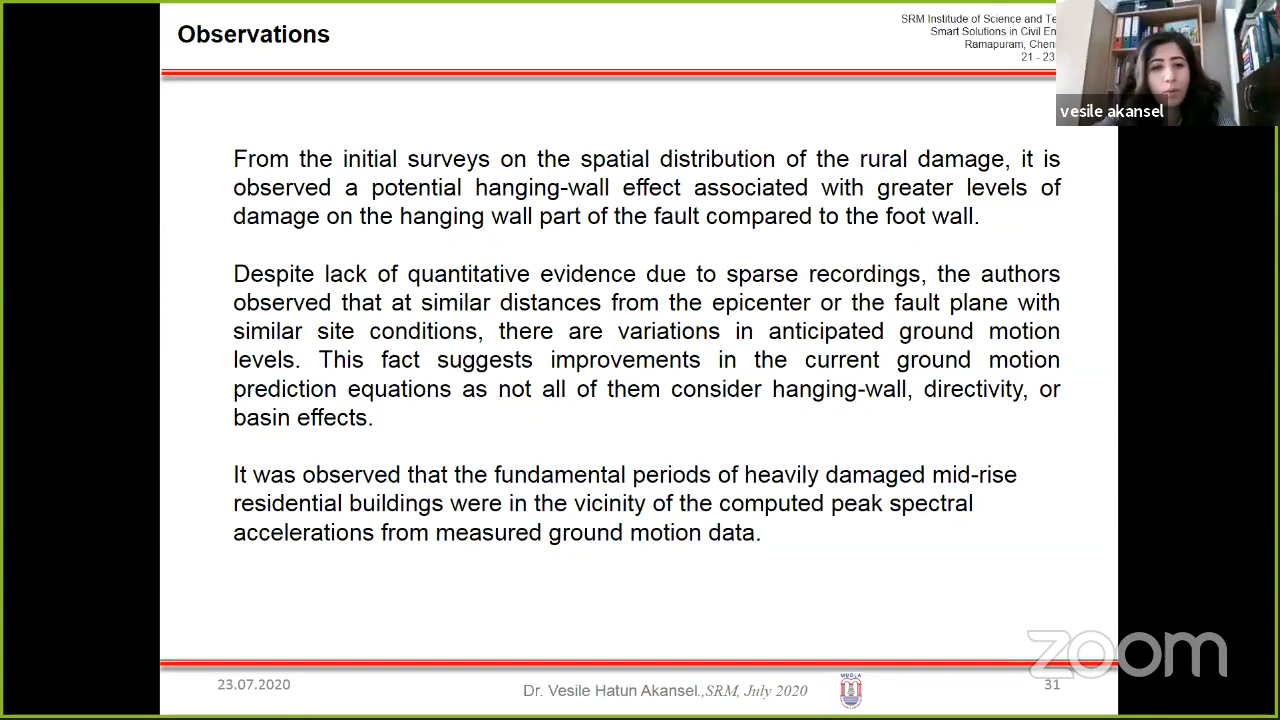 Observations
SRM Institude of Science and Te
Smart Solutions in Civil En
Ramapuram, Chenn
21 - 23
vesile akansel
From the initial surveys on the spatial distribution of the rural damage, it is
observed a potential hanging-wall effect associated with greater levels of
damage on the hanging wall part of the fault compared to the foot wall.
Despite lack of quantitative evidence due to sparse recordings, the authors
observed that at similar distances from the epicenter or the fault plane with
similar site conditions, there are variations in anticipated ground motion
levels. This fact suggests improvements in the current ground motion
prediction equations as not all of them consider hanging-wall, directivity, or
basin effects.
It was observed that the fundamental periods of heavily damaged mid-rise
residential buildings were in the vicinity of the computed peak spectral
accelerations from measured ground motion data.
zoom
23.07.2020
Dr. Vesile Hatun Akansel.,SRM, July 2020
MUĞLA
31